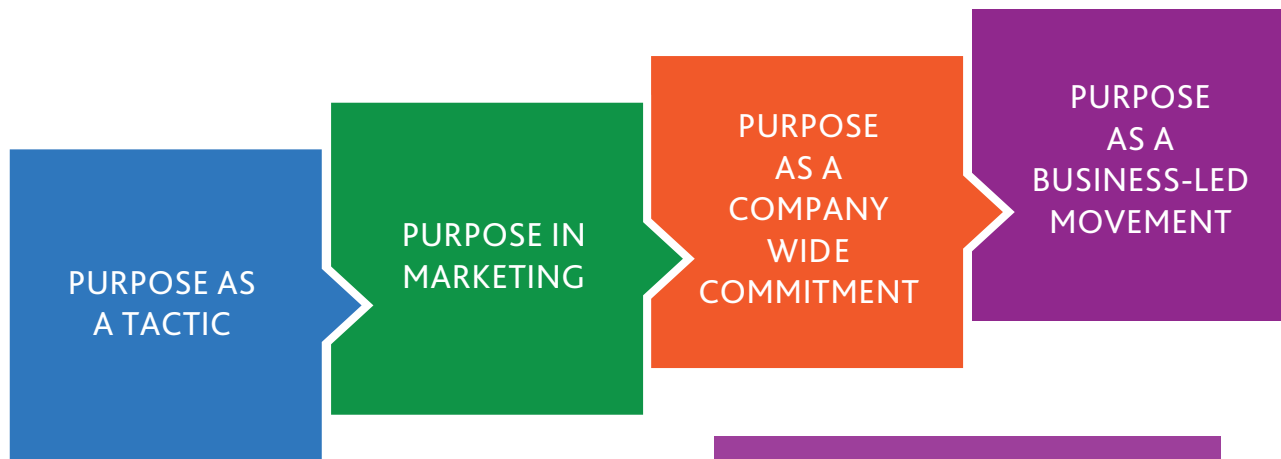 PURPOSE AS
A TACTIC
PURPOSE IN
MARKETING
PURPOSE
AS A
COMPANY
WIDE
COMMITMENT
PURPOSE
AS A
BUSINESS-LED
MOVEMENT